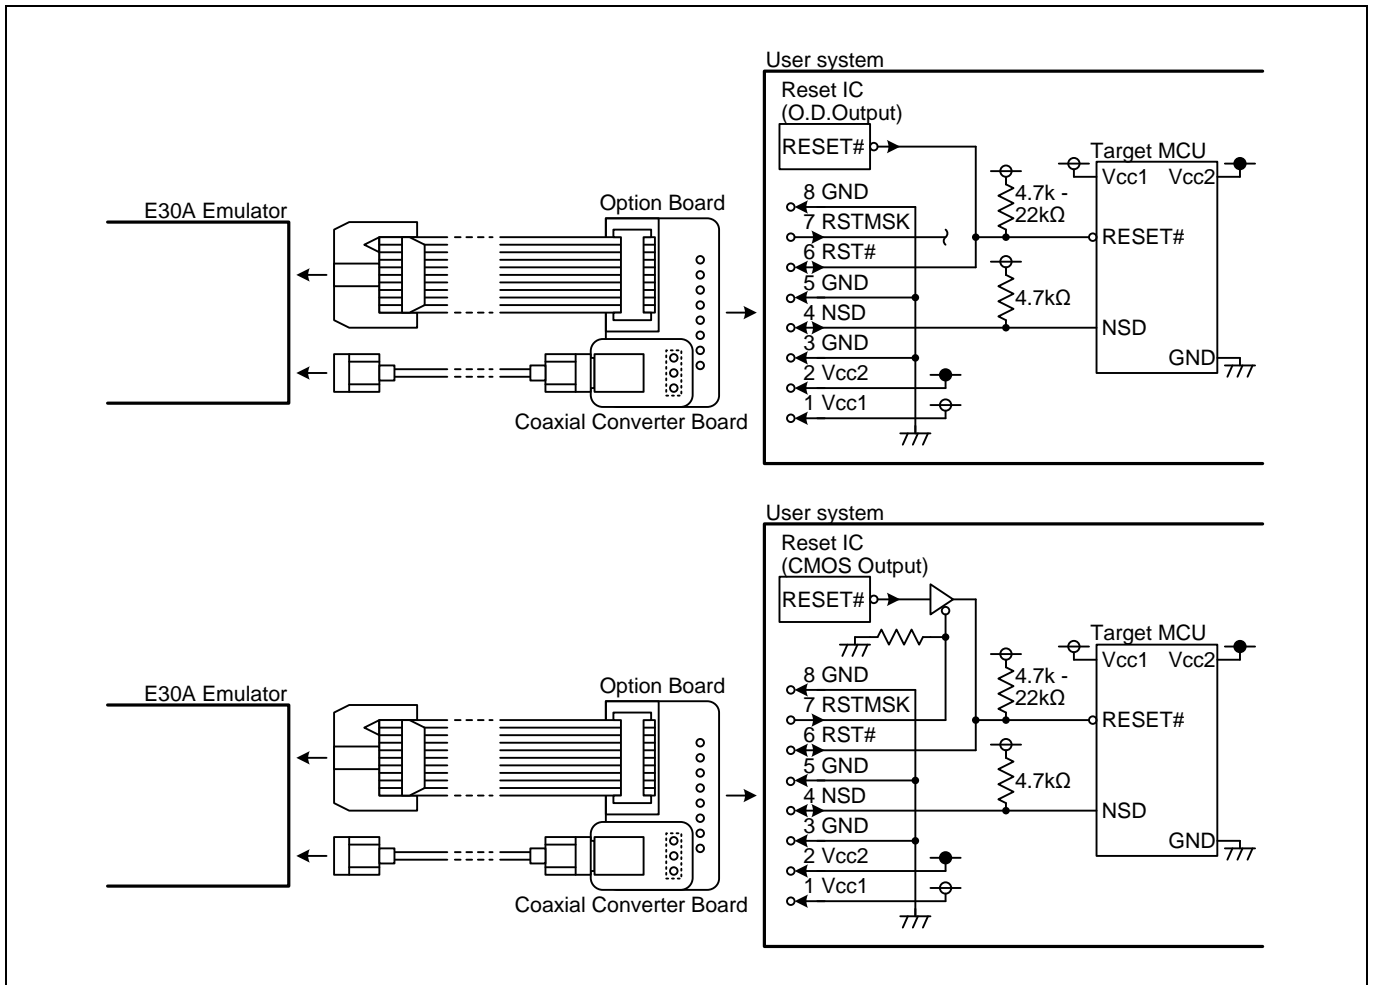 User system
Reset IC
(O.D.Output)
RESET#
Target MCU
Vcc1 Vcc2
4.7k -
22kΩ
RESET#
4.7kΩ
NSD
GND
8 GND
7 RSTMSK
6 RST#
5 GND
4 NSD
3 GND
2 Vcc2
1 Vcc1
E30A Emulator
Option Board
Coaxial Converter Board
User system
Reset IC
(CMOS Output)
RESET#
Target MCU
Vcc1 Vcc2
4.7k -
22kΩ
RESET#
4.7kΩ
NSD
GND
8 GND
7 RSTMSK
6 RST#
5 GND
4 NSD
3 GND
2 Vcc2
1 Vcc1
E30A Emulator
Option Board
Coaxial Converter Board